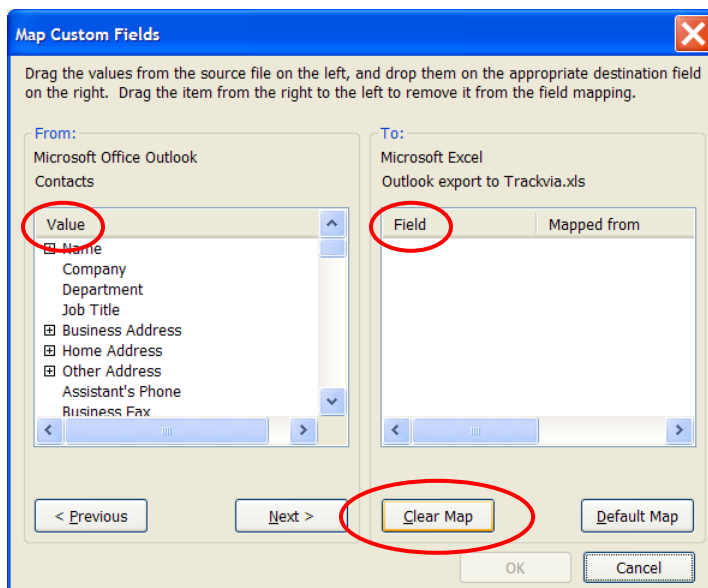 Map Custom Fields
Drag the values from the source file on the left, and drop them on the appropriate destination field
on the right. Drag the item from the right to the left to remove it from the field mapping.
From:
Microsoft Office Outlook
Contacts
Value
Name
Company
Department
Job Title
Business Address
Home Address
Other Address
Assistant's Phone
Business Fax
< Previous
Next >
To:
Microsoft Excel
Outlook export to Trackvia.xls
Field Mapped from
Clear Map
Default Map
OK
Cancel